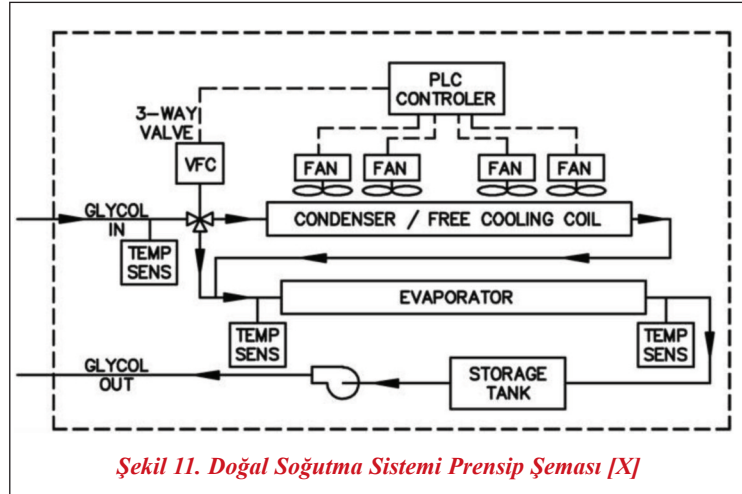 PLC
CONTROLER
3-WAY
VALVE
VFC
FAN
FAN
FAN
FAN
GLYCOL
IN
CONDENSER / FREE COOLING COIL
TEMP
SENS
EVAPORATOR
TEMP
SENS
TEMP
SENS
GLYCOL
OUT
STORAGE
TANK
Şekil 11. Doğal Soğutma Sistemi Prensip Şeması [X]